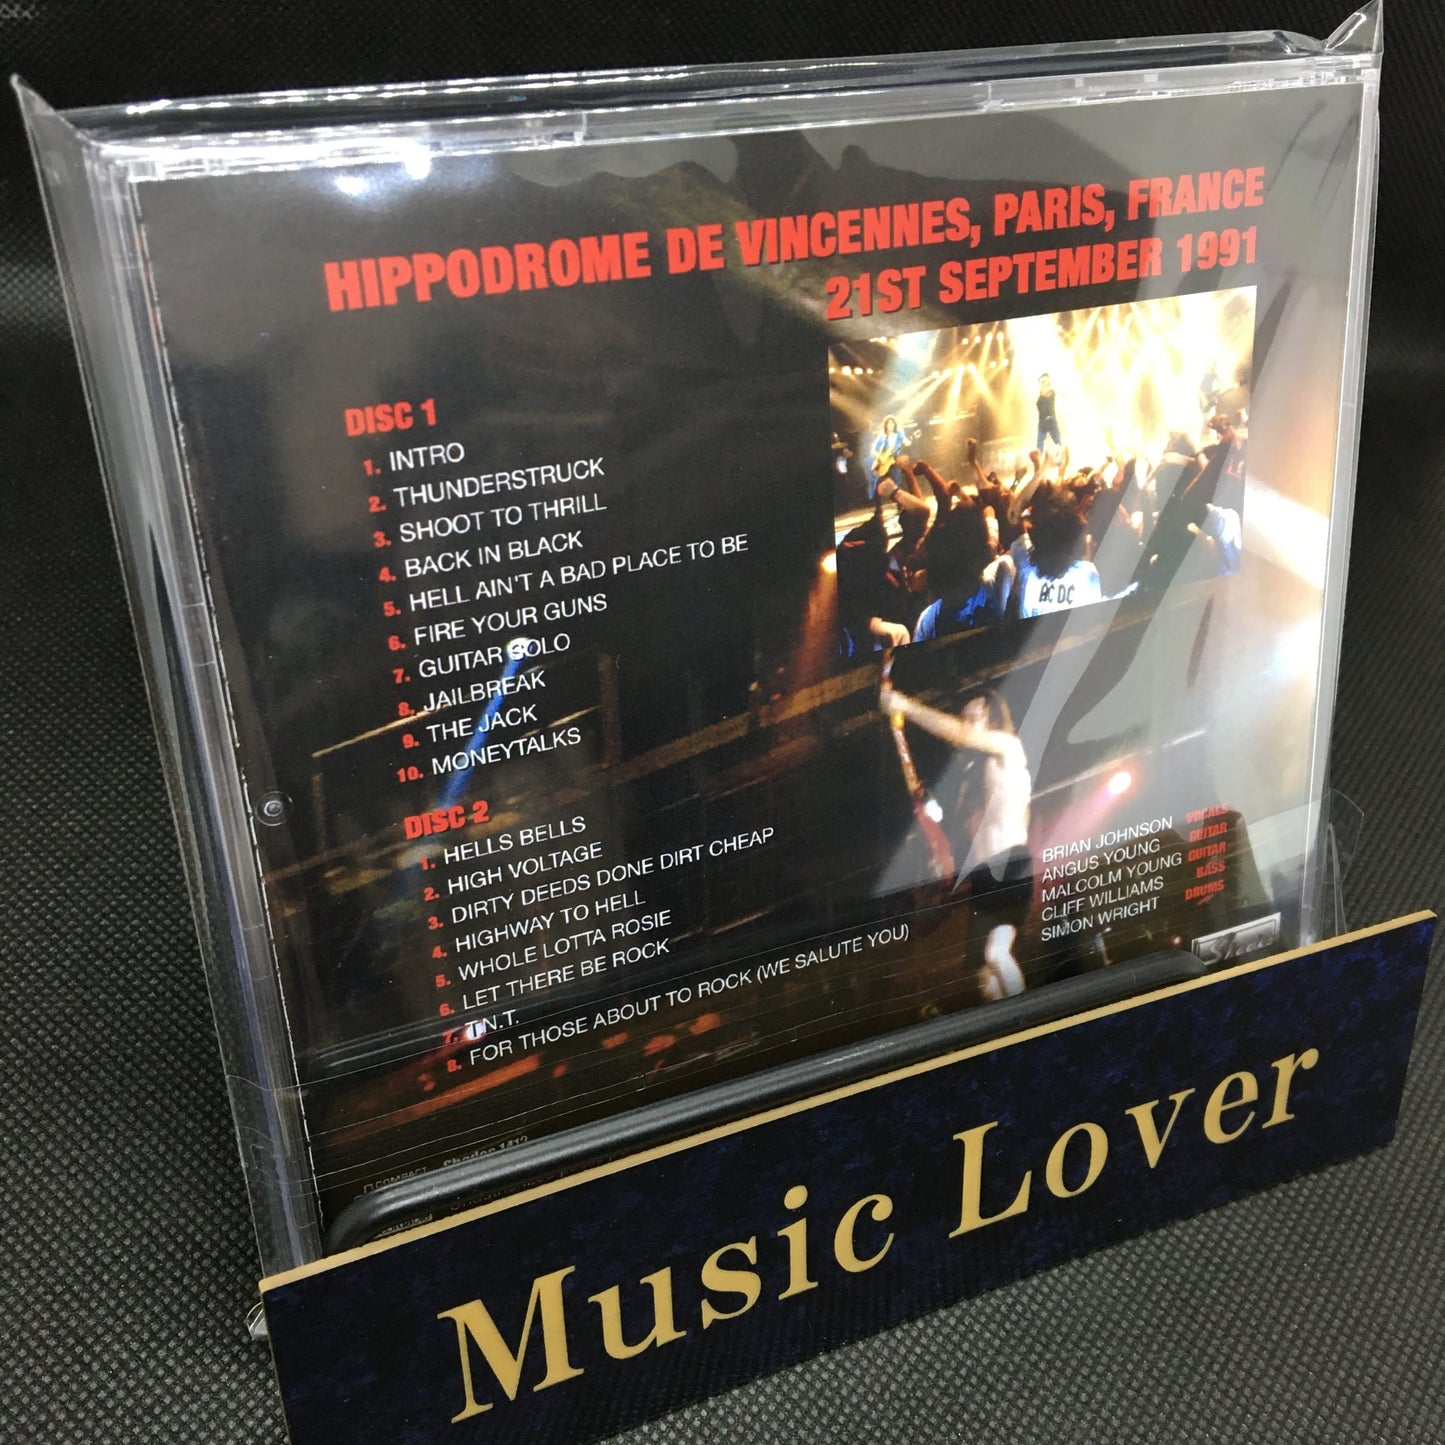 HIPPODROME DE VINCENNES, PARIS, FRANCE
21ST SEPTEMBER 1991
DISC 1
1. INTRO
2. THUNDERSTRUCK
3. SHOOT TO THRILL
4. BACK IN BLACK
5. HELL AIN'T A BAD PLACE TO BE
6. FIRE YOUR GUNS
7. GUITAR SOLO
8. JAILBREAK
9. THE JACK
10. MONEYTALKS
AC DC
DISC 2
1. HELLS BELLS
2. HIGH VOLTAGE
3. DIRTY DEEDS DONE DIRT CHEAP
4. HIGHWAY TO HELL
5. WHOLE LOTTA ROSIE
6. LET THERE BE ROCK
7. T.N.T.
8. FOR THOSE ABOUT TO ROCK (WE SALUTE YOU)
BRIAN JOHNSON VOCALS
ANGUS YOUNG GUITAR
MALCOLM YOUNG GUITAR
CLIFF WILLIAMS BASS
SIMON WRIGHT DRUMS
COMPACT
Music Lover